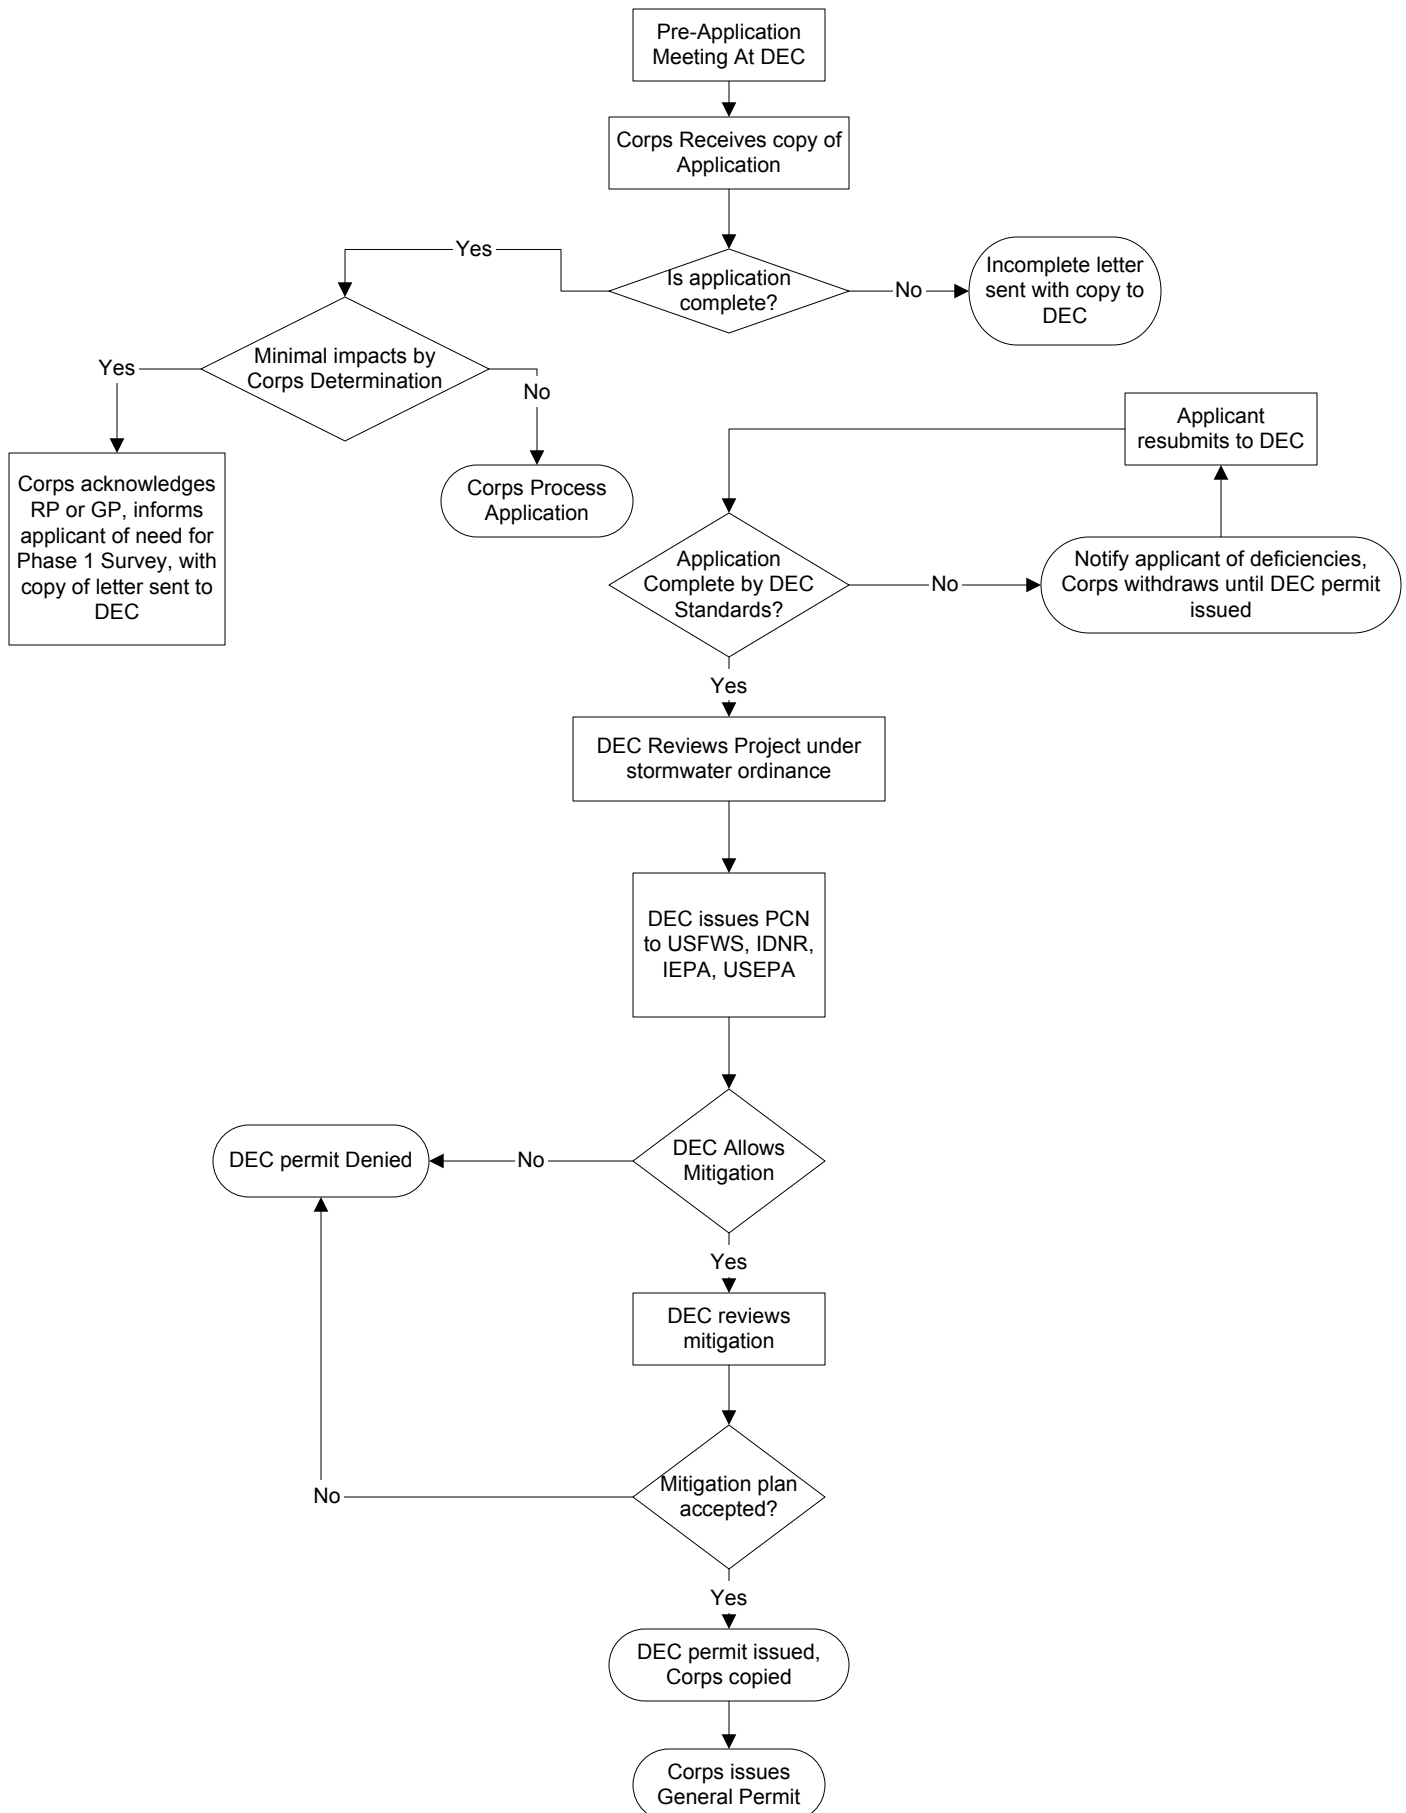 Pre-Application
Meeting At DEC
Corps Receives copy of
Application
Yes
Is application
complete?
No
Incomplete letter
sent with copy to
DEC
Yes
Minimal impacts by
Corps Determination
No
Corps acknowledges
RP or GP, informs
applicant of need for
Phase 1 Survey, with
copy of letter sent to
DEC
Corps Process
Application
Applicant
resubmits to DEC
Application
Complete by DEC
Standards?
No
Notify applicant of deficiencies,
Corps withdraws until DEC permit
issued
Yes
DEC Reviews Project under
stormwater ordinance
DEC issues PCN
to USFWS, IDNR,
IEPA, USEPA
DEC permit Denied
No
DEC Allows
Mitigation
Yes
DEC reviews
mitigation
No
Mitigation plan
accepted?
Yes
DEC permit issued,
Corps copied
Corps issues
General Permit